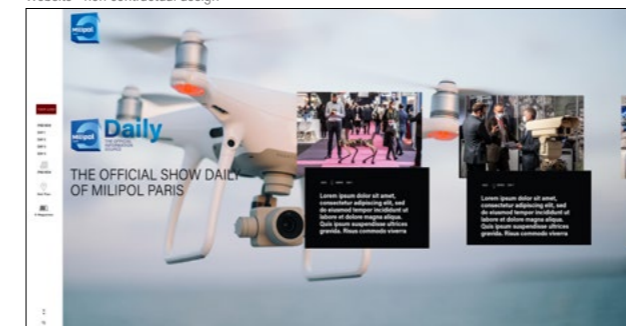 Website - non contractual design
MILIPOL
MILIPOL
Daily
THE OFFICIAL
INFORMATION
SOURCE
THE OFFICIAL SHOW DAILY
OF MILIPOL PARIS
Lorem ipsum dolor sit amet,
consectetur adipiscing elit, sed
do eiusmod tempor incididunt ut
labore et dolore magna aliqua.
Quis ipsum suspendisse ultrices
gravida. Risus commodo viverra
Lorem ipsum dolor sit amet,
consectetur adipiscing elit, sed
do eiusmod tempor incididunt ut
labore et dolore magna aliqua.
Quis ipsum suspendisse ultrices
gravida. Risus commodo viverra